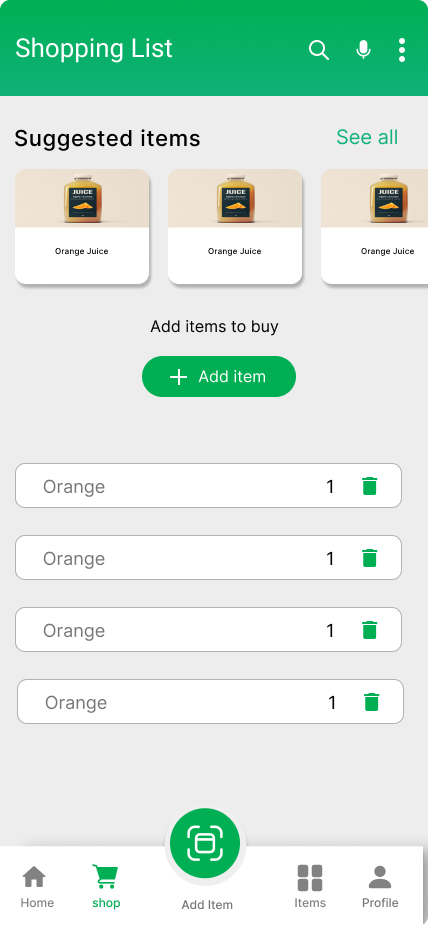 Shopping List
Suggested items
See all
JUICE
JUICE
JUICE
Orange Juice
Orange Juice
Orange Juice
Add items to buy
Add item
Orange 1
Orange 1
Orange 1
Orange 1
Home
shop
Add Item
Items
Profile